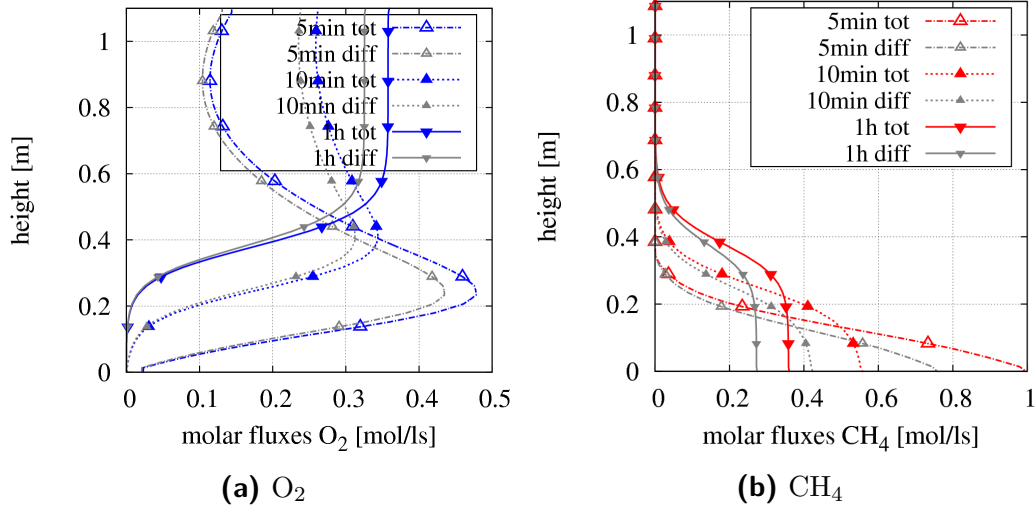 5min tot
5min diff
10min tot
10min diff
1h tot
1h diff
height [m]
1
0.8
0.6
0.4
0.2
0
0 0.1 0.2 0.3 0.4 0.5
molar fluxes O₂ [mol/ls]
(a) O₂
5min tot
5min diff
10min tot
10min diff
1h tot
1h diff
height [m]
1
0.8
0.6
0.4
0.2
0
0 0.2 0.4 0.6 0.8 1
molar fluxes CH₄ [mol/ls]
(b) CH₄